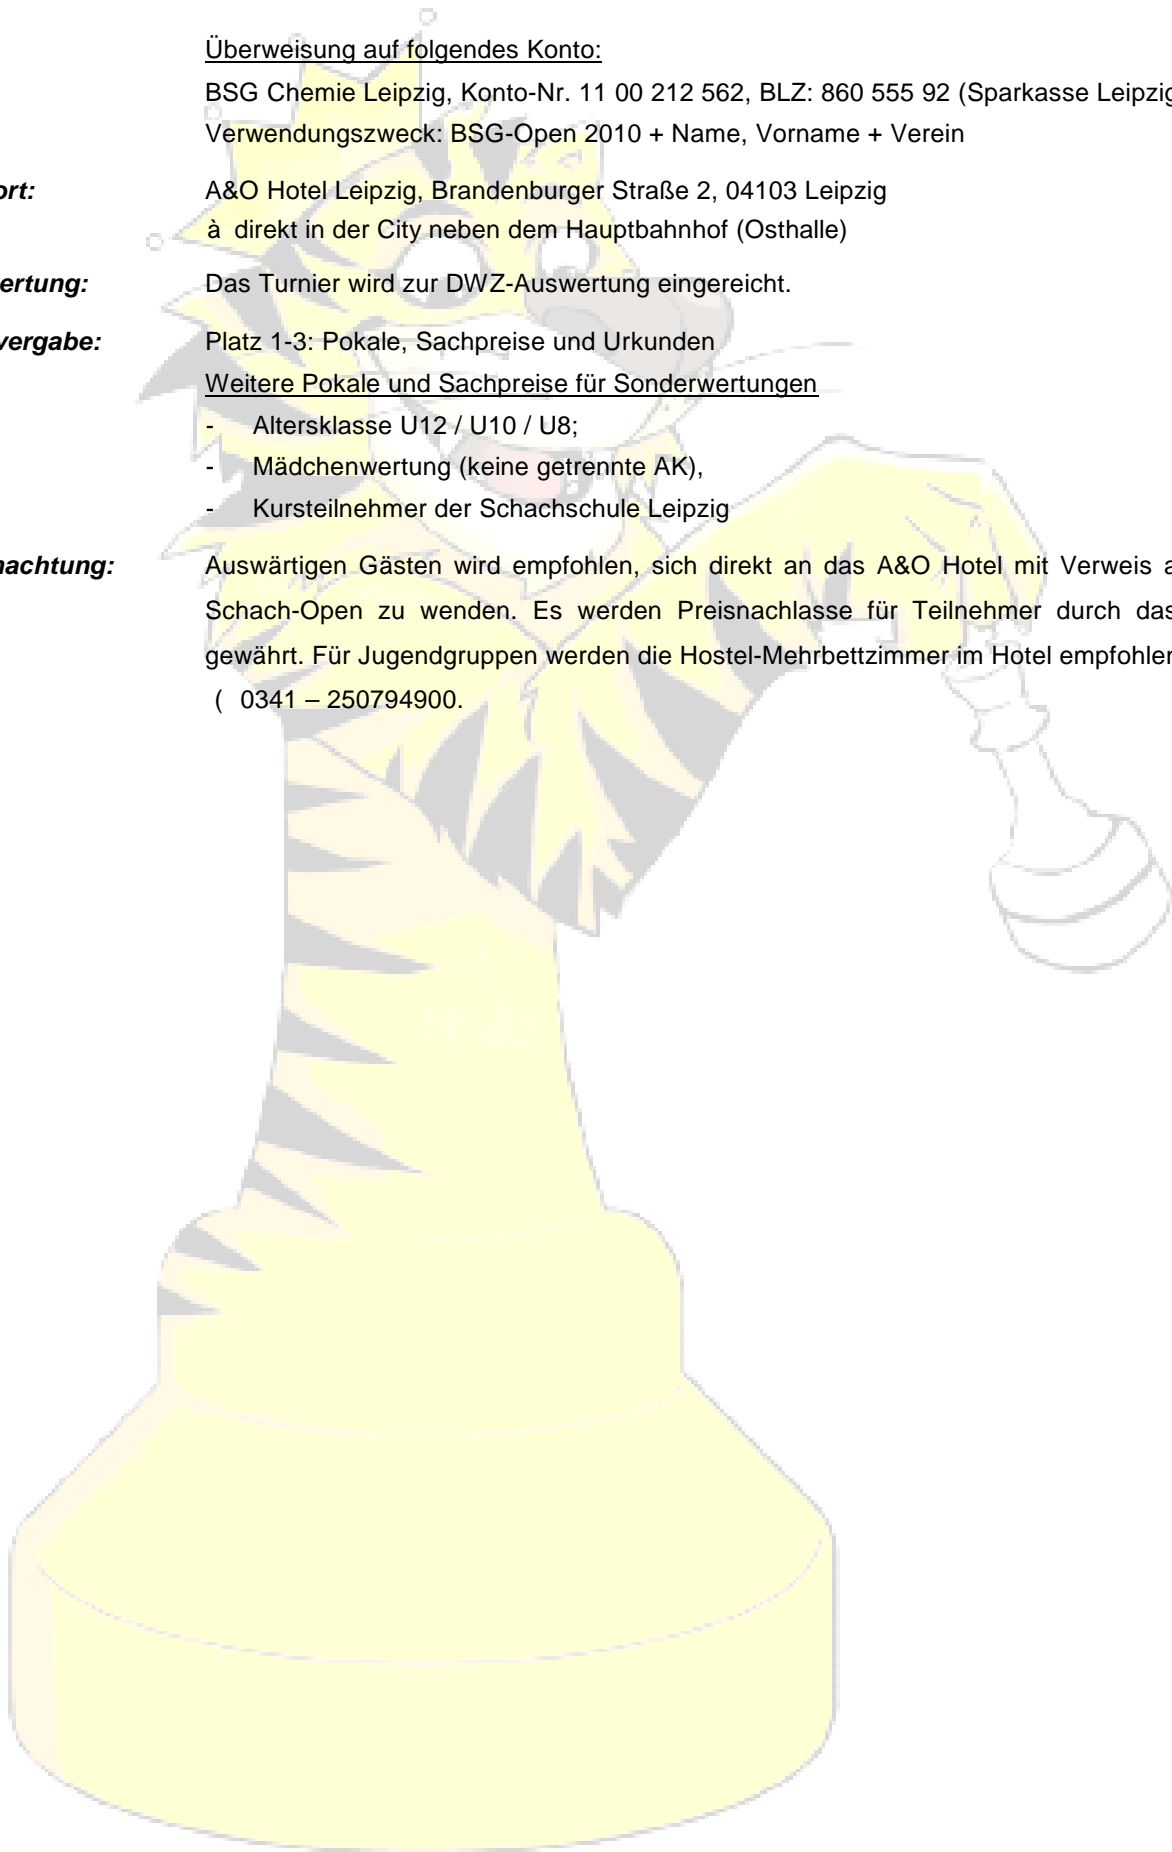 Überweisung auf folgendes Konto:
BSG Chemie Leipzig, Konto-Nr. 11 00 212 562, BLZ: 860 555 92 (Sparkasse Leipzig
Verwendungszweck: BSG-Open 2010 + Name, Vorname + Verein
ort: A&O Hotel Leipzig, Brandenburger Straße 2, 04103 Leipzig
à direkt in der City neben dem Hauptbahnhof (Osthalle)
ertung: Das Turnier wird zur DWZ-Auswertung eingereicht.
vergabe: Platz 1-3: Pokale, Sachpreise und Urkunden
Weitere Pokale und Sachpreise für Sonderwertungen
- Altersklasse U12 / U10 / U8;
- Mädchenwertung (keine getrennte AK),
- Kursteilnehmer der Schachschule Leipzig
nachtung: Auswärtigen Gästen wird empfohlen, sich direkt an das A&O Hotel mit Verweis a
Schach-Open zu wenden. Es werden Preisnachlasse für Teilnehmer durch das
gewährt. Für Jugendgruppen werden die Hostel-Mehrbettzimmer im Hotel empfohlen
( 0341 – 250794900.